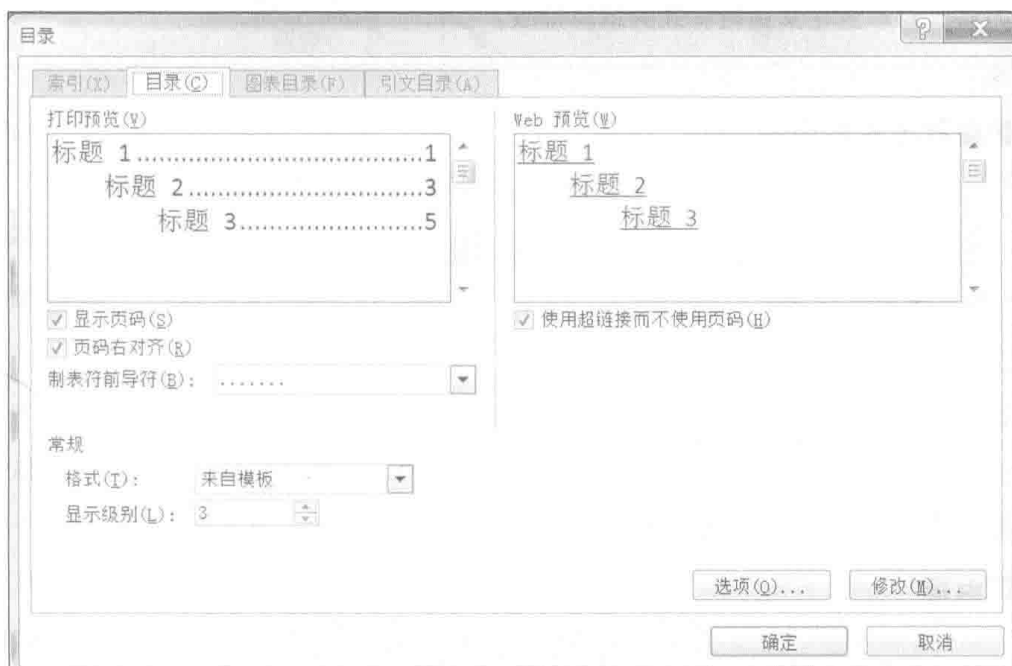 目录
索引(X) 目录(C) 图表目录(F) 引文目录(A)
打印预览(V)
标题 1......................................1
标题 2..............................3
标题 3.........................5
Web 预览(W)
标题 1
标题 2
标题 3
显示页码(S)
页码右对齐(R)
制表符前导符(B): .......
使用超链接而不使用页码(H)
常规
格式(T): 来自模板
显示级别(L): 3
选项(O)... 修改(M)...
确定 取消